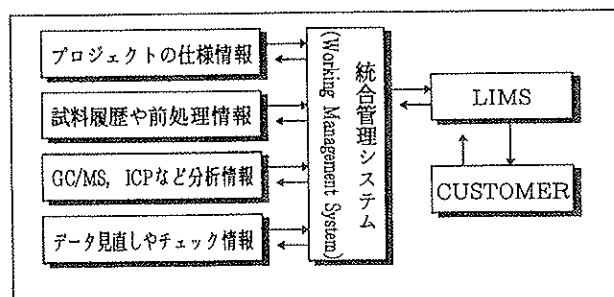 プロジェクトの仕様情報
試料履歴や前処理情報
GC/MS, ICPなど分析情報
データ見直しやチェック情報
統合管理システム
(Working Management System)
LIMS
CUSTOMER